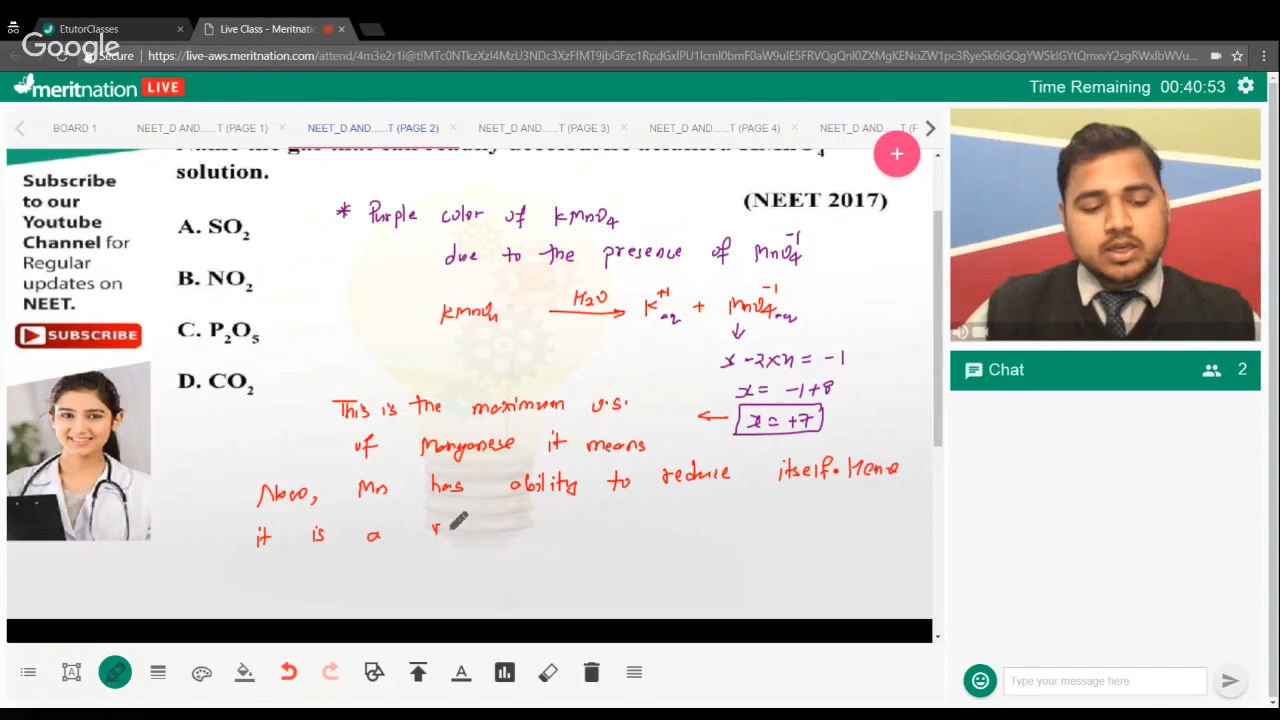 EtutorClasses
Live Class - Meritnatio
Google
Secure https://live-aws.meritnation.com/attend/
meritnation LIVE
Time Remaining 00:40:53
BOARD 1
NEET_D AND......T (PAGE 1)
NEET_D AND......T (PAGE 2)
NEET_D AND......T (PAGE 3)
NEET_D AND......T (PAGE 4)
NEET_D AND......T (F
+
solution.
(NEET 2017)
Subscribe
to our
Youtube
Channel for
Regular
updates on
NEET.
SUBSCRIBE
A. SO₂
B. NO₂
C. P₂O₅
D. CO₂
* Purple color of KMnO₄
due to the presence of MnO₄⁻¹
KMnO₄ H₂O → K⁺¹aq + MnO₄⁻¹aq
x - 2x4 = -1
x = -1+8
x = +7
This is the maximum o.s.
of Manganese it means
Now, Mn has ability to reduce itself. Hence
it is a r
Chat
2
Type your message here